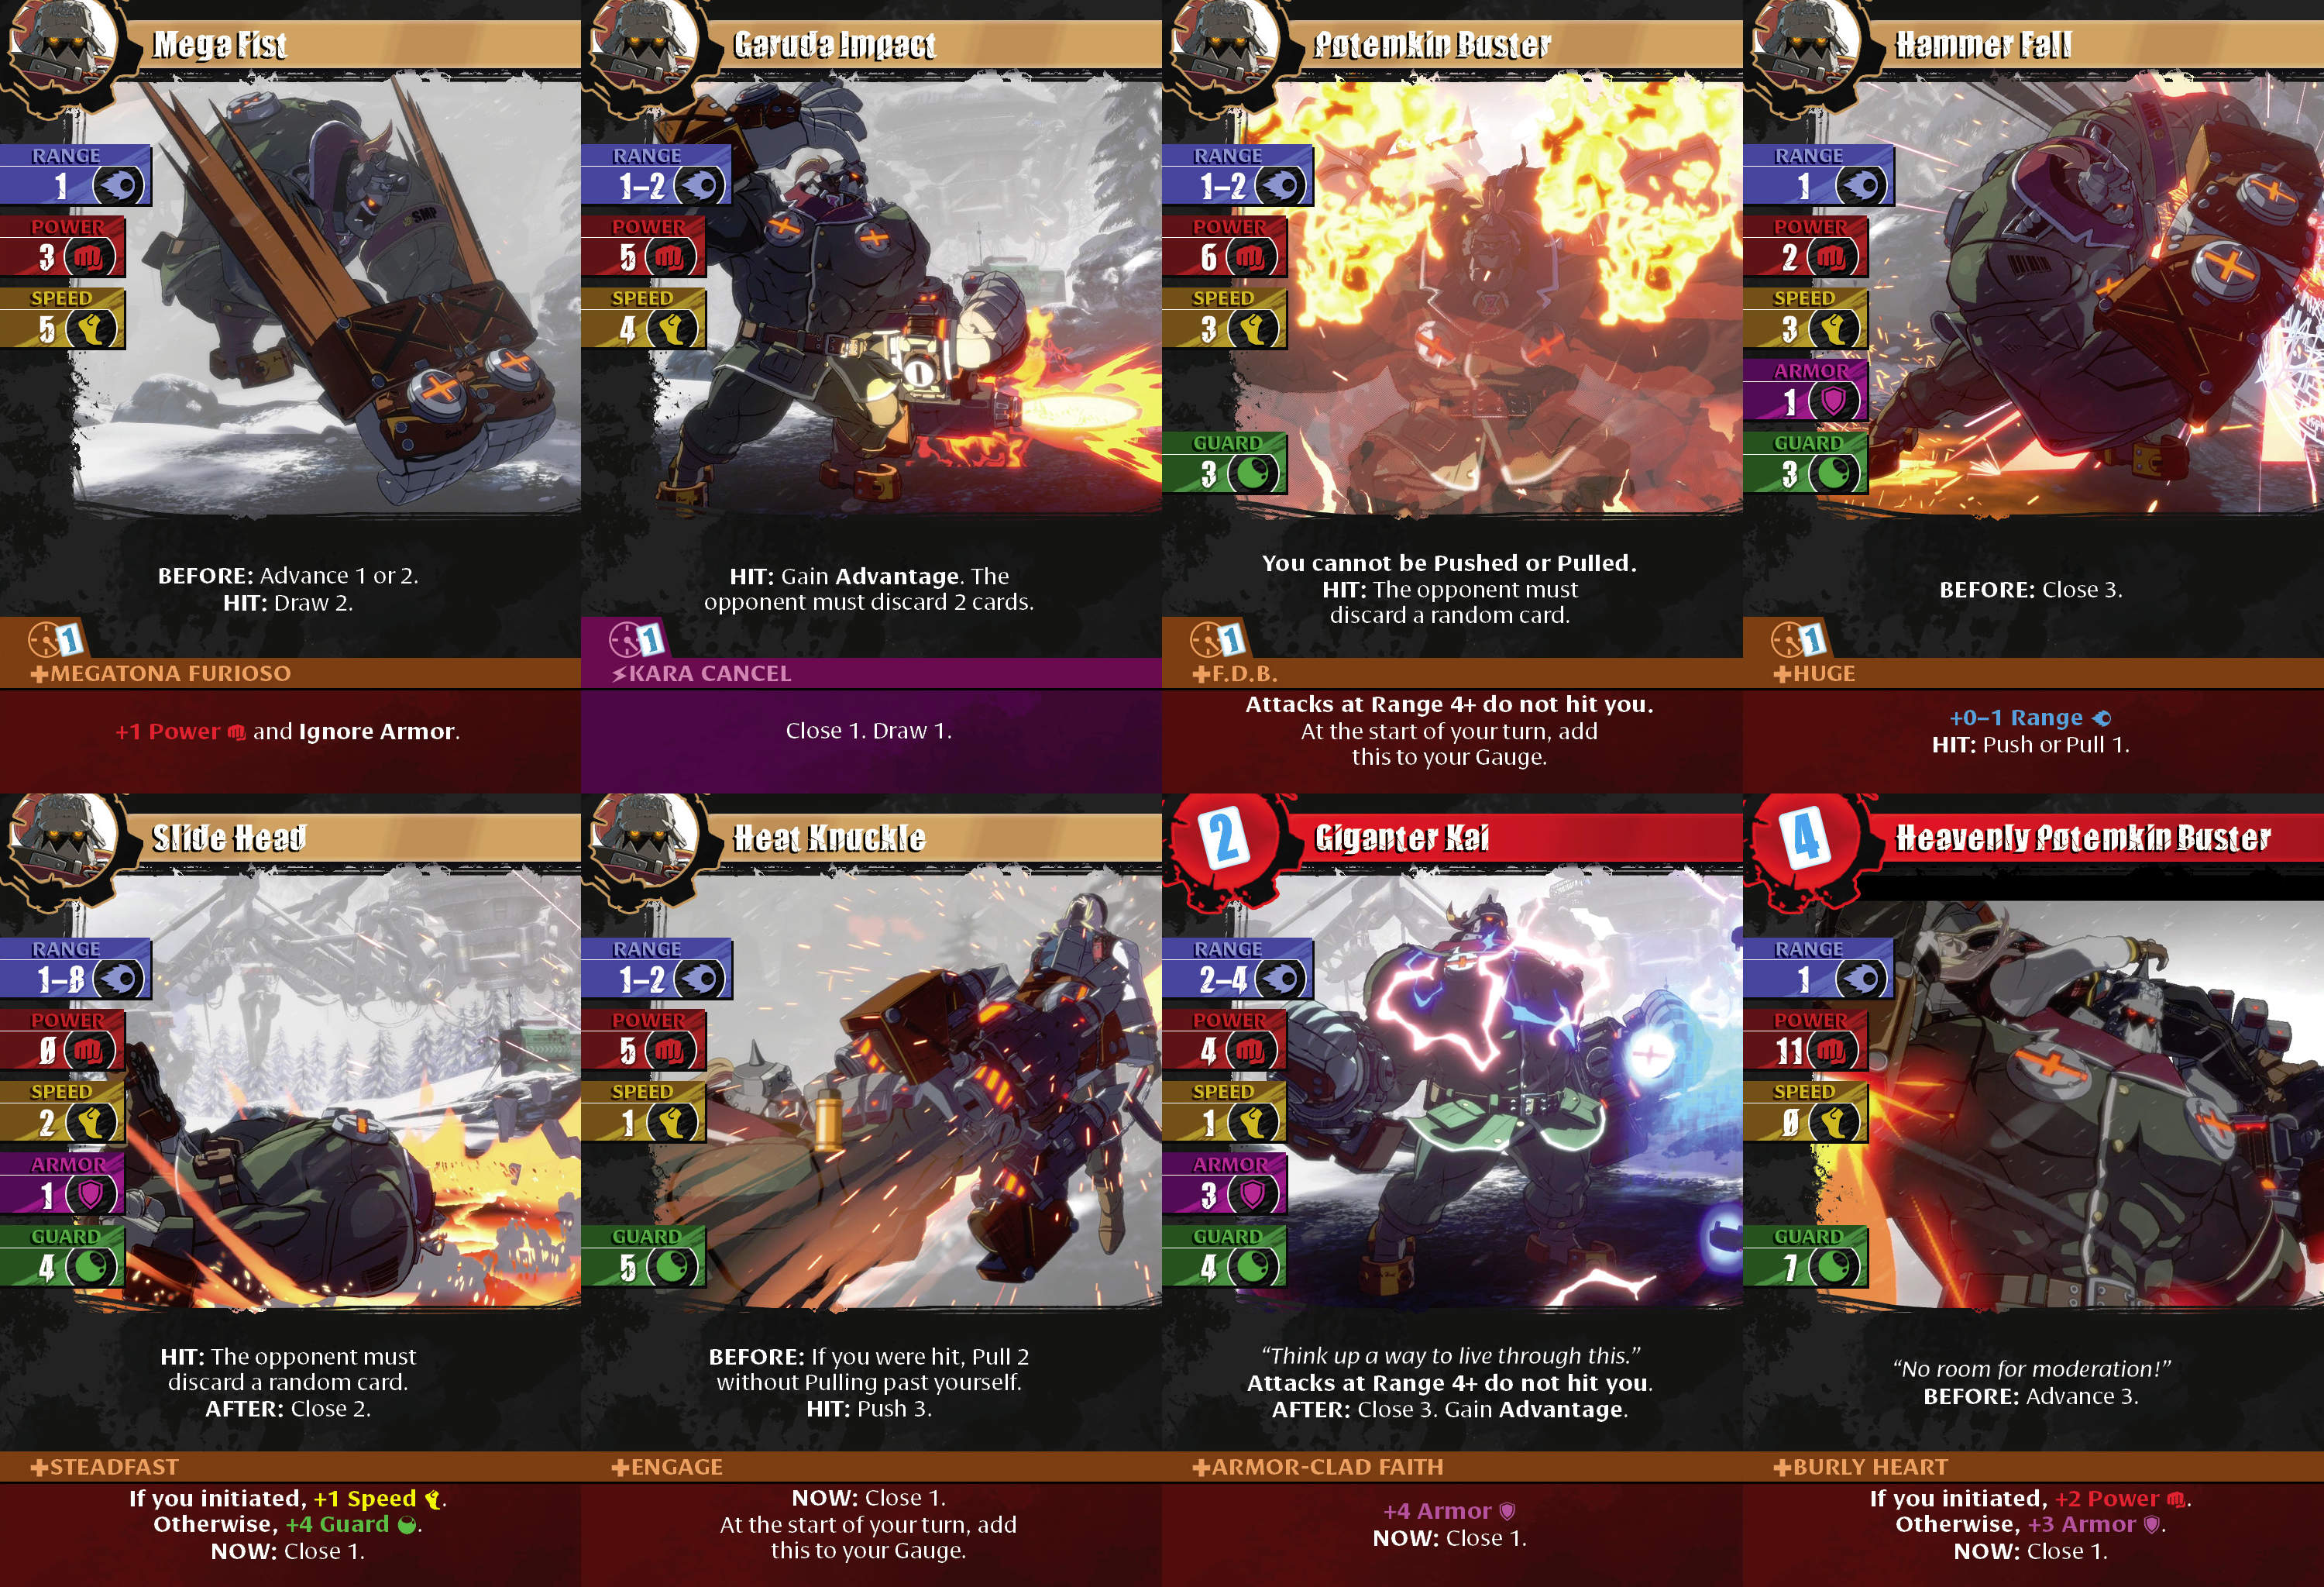 Mega Fist
RANGE
1
POWER
3
SPEED
5
SMP
BEFORE: Advance 1 or 2.
HIT: Draw 2.
1
+MEGATONA FURIOSO
+1 Power and Ignore Armor.
Garuda Impact
RANGE
1–2
POWER
5
SPEED
4
HIT: Gain Advantage. The
opponent must discard 2 cards.
1
KARA CANCEL
Close 1. Draw 1.
Potemkin Buster
RANGE
1–2
POWER
6
SPEED
3
GUARD
3
You cannot be Pushed or Pulled.
HIT: The opponent must
discard a random card.
1
+F.D.B.
Attacks at Range 4+ do not hit you.
At the start of your turn, add
this to your Gauge.
Hammer Fall
RANGE
1
POWER
2
SPEED
3
ARMOR
1
GUARD
3
BEFORE: Close 3.
1
+HUGE
+0–1 Range
HIT: Push or Pull 1.
Slide Head
RANGE
1–8
POWER
0
SPEED
2
ARMOR
1
GUARD
4
HIT: The opponent must
discard a random card.
AFTER: Close 2.
+STEADFAST
If you initiated, +1 Speed.
Otherwise, +4 Guard.
NOW: Close 1.
Heat Knuckle
RANGE
1–2
POWER
5
SPEED
1
GUARD
5
BEFORE: If you were hit, Pull 2
without Pulling past yourself.
HIT: Push 3.
+ENGAGE
NOW: Close 1.
At the start of your turn, add
this to your Gauge.
2
Giganter Kai
RANGE
2–4
POWER
4
SPEED
1
ARMOR
3
GUARD
4
“Think up a way to live through this.”
Attacks at Range 4+ do not hit you.
AFTER: Close 3. Gain Advantage.
+ARMOR-CLAD FAITH
+4 Armor
NOW: Close 1.
4
Heavenly Potemkin Buster
RANGE
1
POWER
11
SPEED
0
GUARD
7
“No room for moderation!”
BEFORE: Advance 3.
+BURLY HEART
If you initiated, +2 Power.
Otherwise, +3 Armor.
NOW: Close 1.